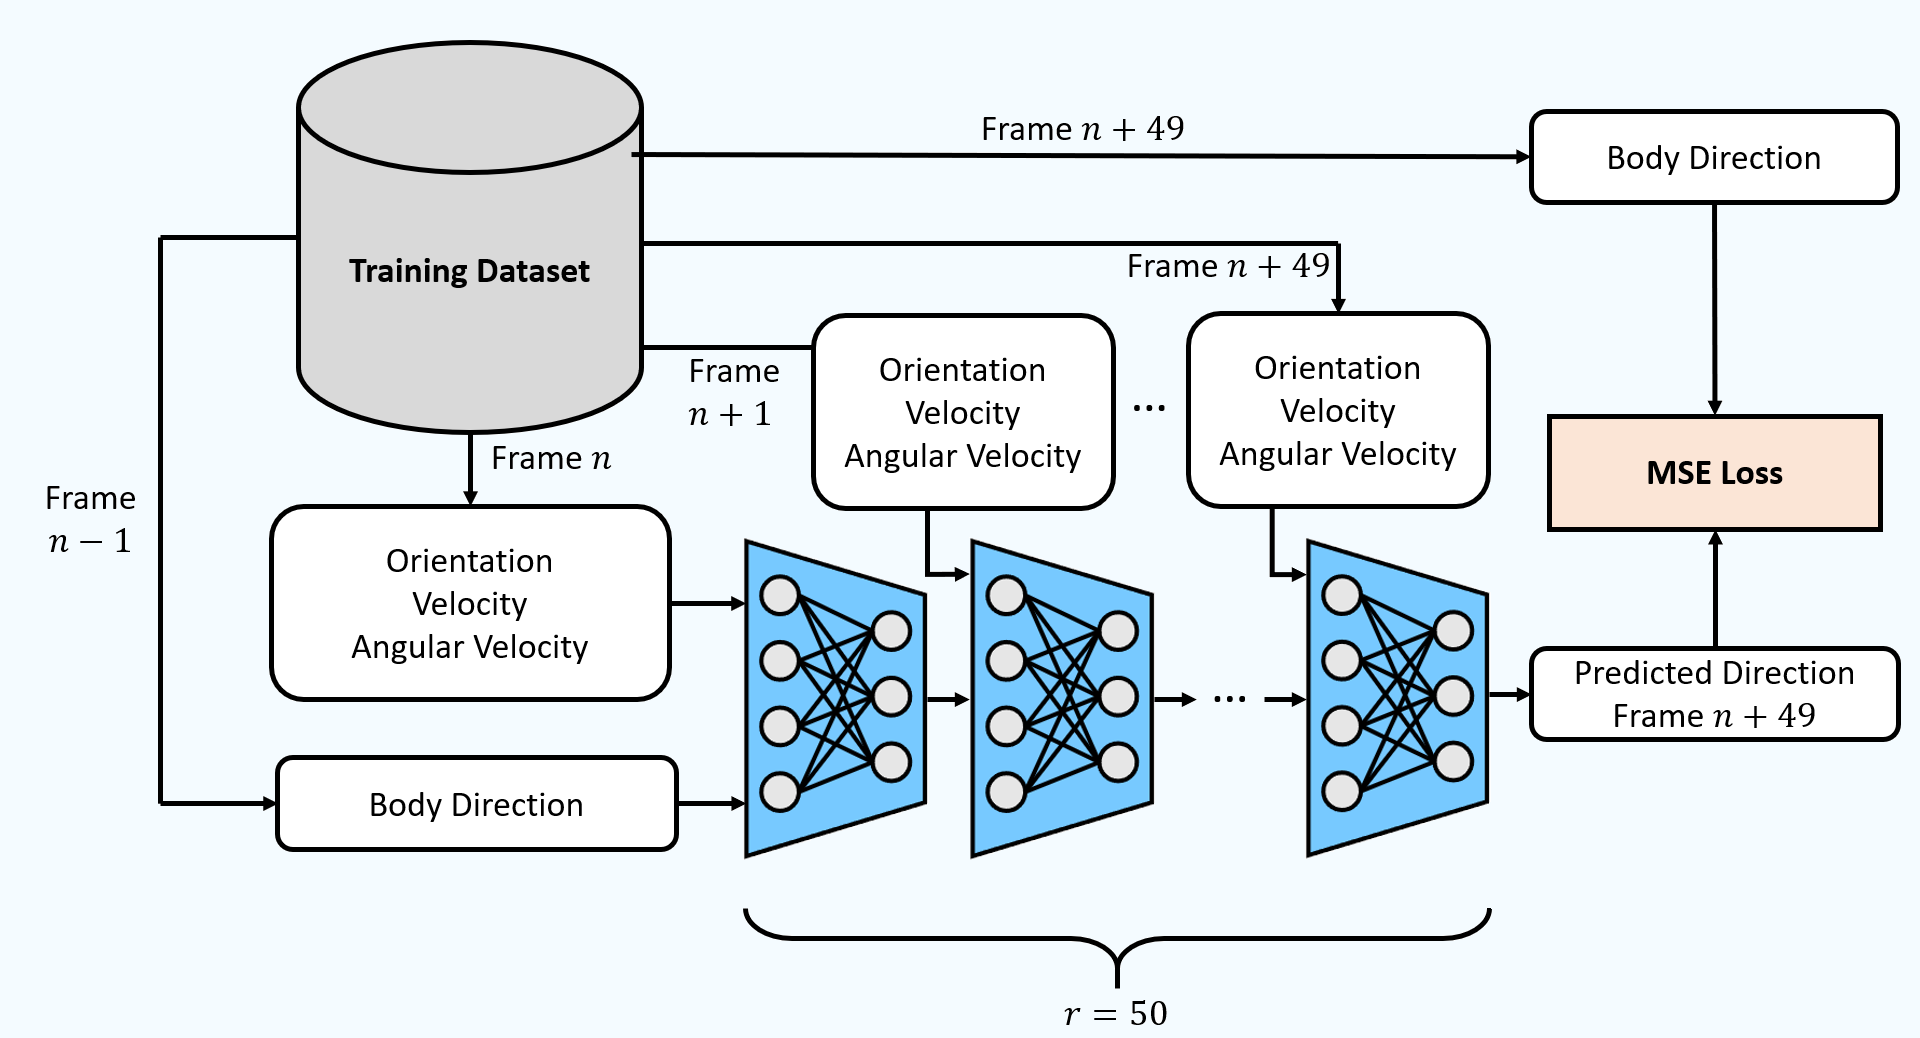 Frame n + 49
Body Direction
Training Dataset
Frame n + 49
Frame
n + 1
Orientation
Velocity
Angular Velocity
...
Orientation
Velocity
Angular Velocity
Frame n
Frame
n − 1
MSE Loss
Orientation
Velocity
Angular Velocity
...
Predicted Direction
Frame n + 49
Body Direction
r = 50